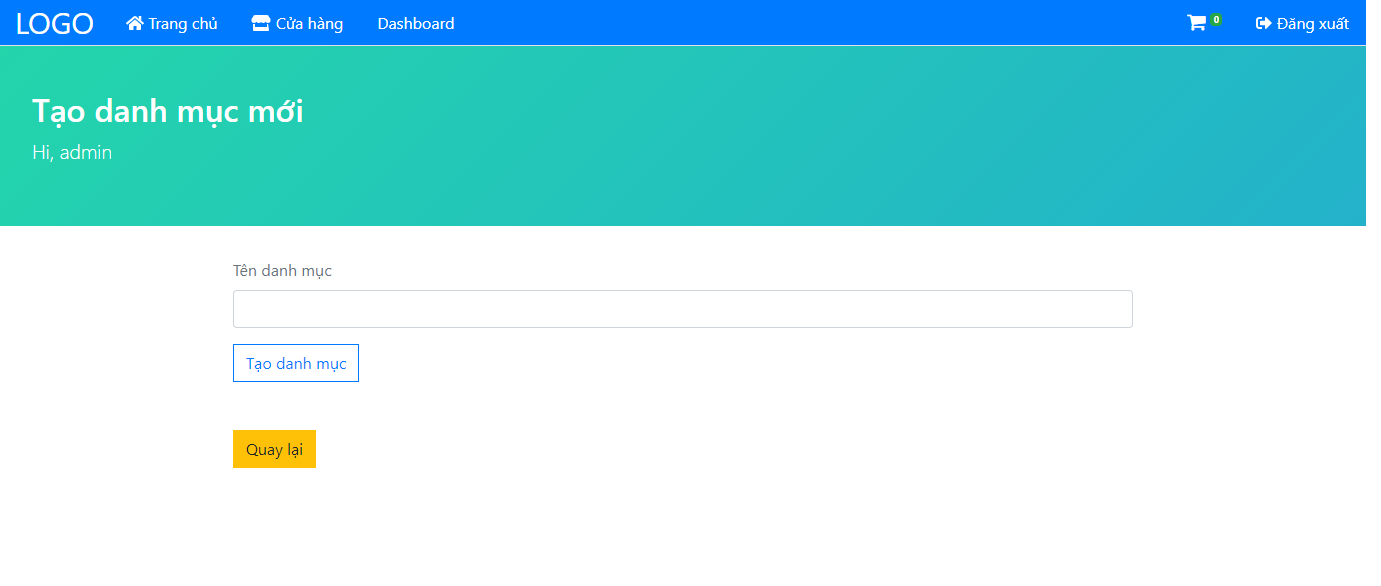 LOGO Trang chủ Cửa hàng Dashboard 0 Đăng xuất
Tạo danh mục mới
Hi, admin
Tên danh mục
Tạo danh mục
Quay lại